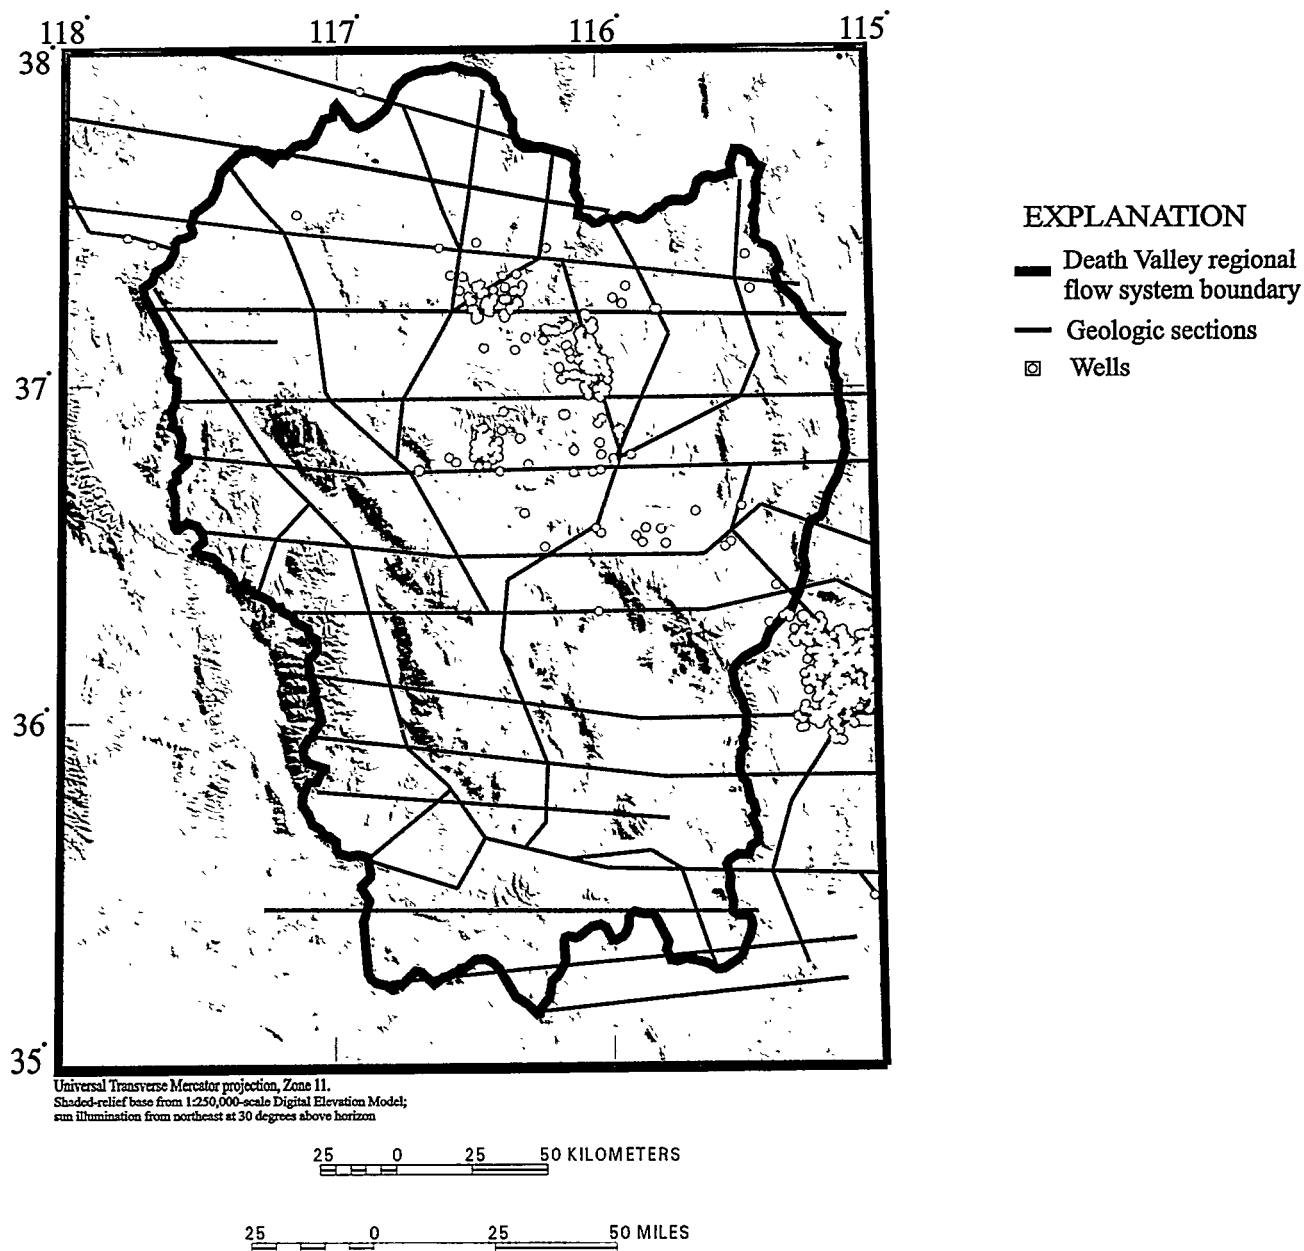 118° 117° 116° 115°
38°
37°
36°
35°
EXPLANATION
Death Valley regional
flow system boundary
Geologic sections
Wells
Universal Transverse Mercator projection, Zone 11.
Shaded-relief base from 1:250,000-scale Digital Elevation Model;
sun illumination from northeast at 30 degrees above horizon
25 0 25 50 KILOMETERS
25 0 25 50 MILES